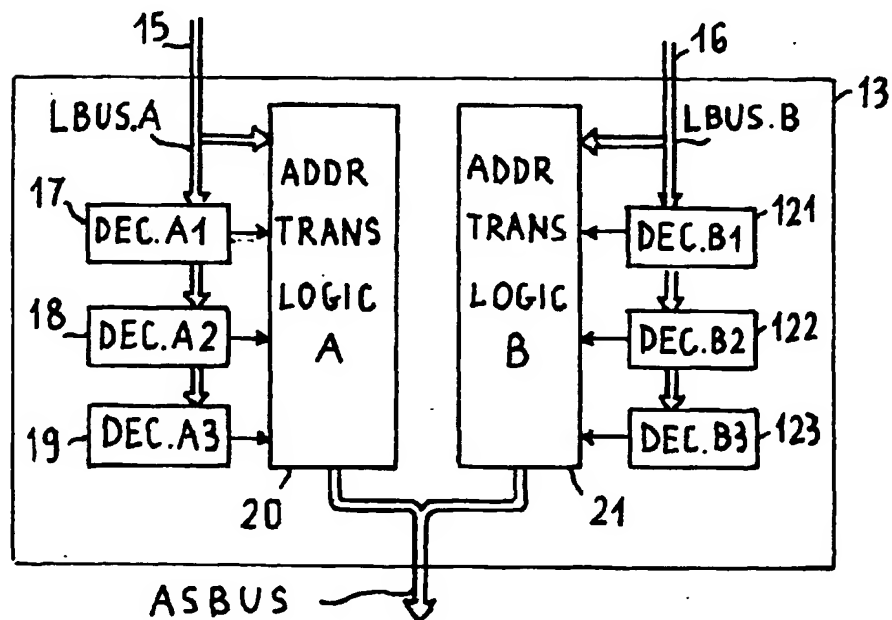 15
16
13
LBUS.A
LBUS.B
ADDR
TRANS
LOGIC
A
ADDR
TRANS
LOGIC
B
17
DEC.A1
121
DEC.B1
18
DEC.A2
122
DEC.B2
19
DEC.A3
123
DEC.B3
20
21
ASBUS